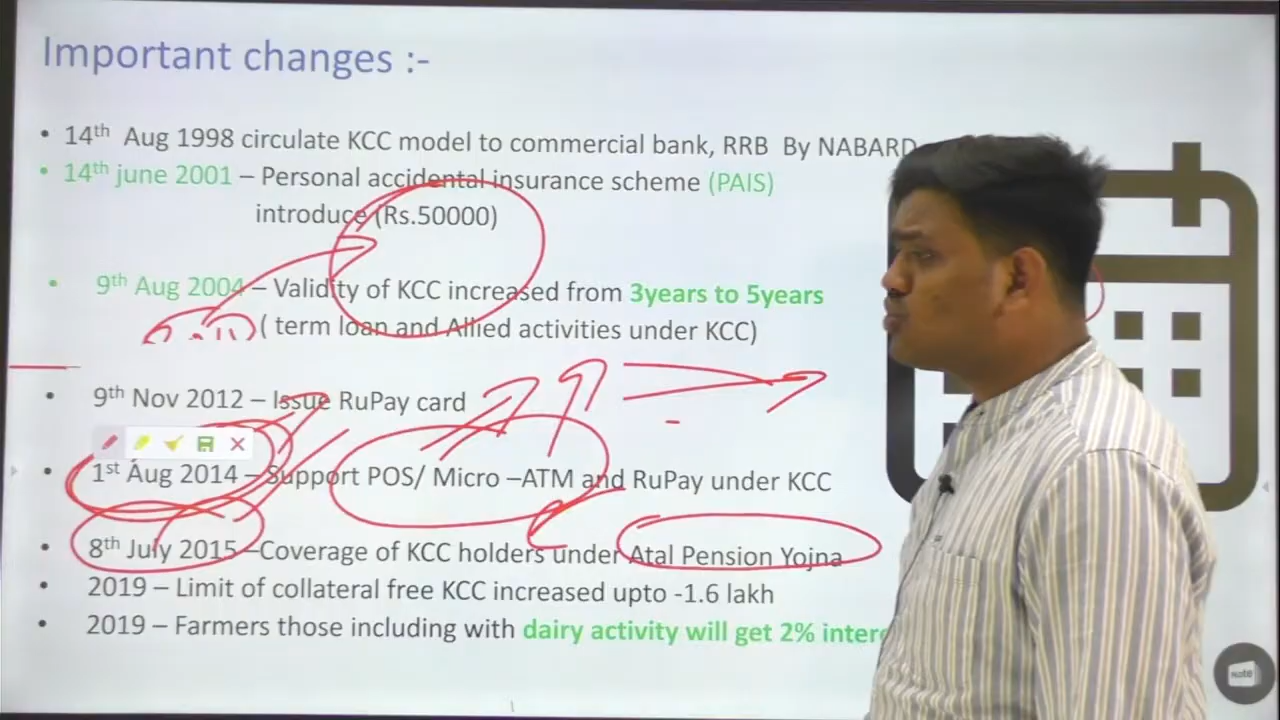 Important changes :-
• 14th Aug 1998 circulate KCC model to commercial bank, RRB By NABARD
• 14th june 2001 – Personal accidental insurance scheme (PAIS)
introduce (Rs.50000)
• 9th Aug 2004 – Validity of KCC increased from 3years to 5years
( term loan and Allied activities under KCC)
• 9th Nov 2012 – Issue RuPay card
• 1st Aug 2014 – Support POS/ Micro –ATM and RuPay under KCC
• 8th July 2015 –Coverage of KCC holders under Atal Pension Yojna
• 2019 – Limit of collateral free KCC increased upto -1.6 lakh
• 2019 – Farmers those including with dairy activity will get 2%
Note